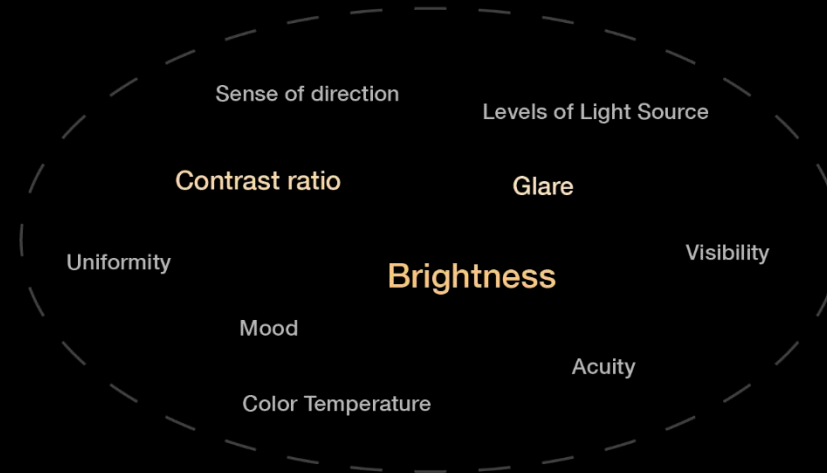 Sense of direction
Levels of Light Source
Contrast ratio
Glare
Uniformity
Visibility
Brightness
Mood
Acuity
Color Temperature